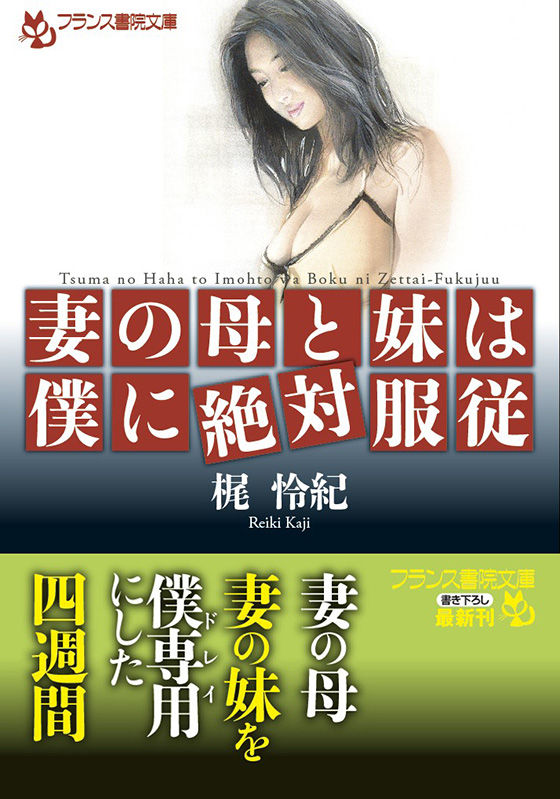 フランス書院文庫
Tsuma no Haha to Imohto wa Boku ni Zettai-Fukujuu
妻の母と妹は
僕に絶対服従
梶 怜紀
Reiki Kaji
妻の母
妻の妹を
僕専用
ドレイ
にした
四週間
フランス書院文庫
書き下ろし
最新刊